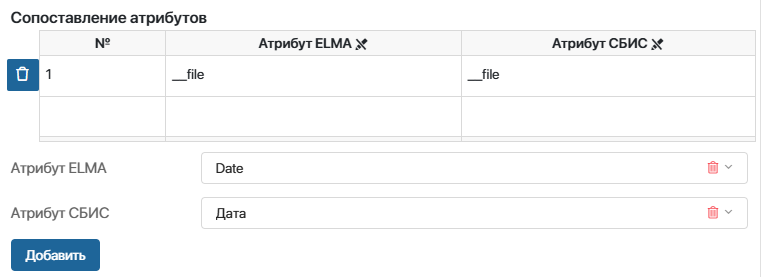 Сопоставление атрибутов
№ Атрибут ELMA Атрибут СБИС
1 __file __file
Атрибут ELMA Date
Атрибут СБИС Дата
Добавить